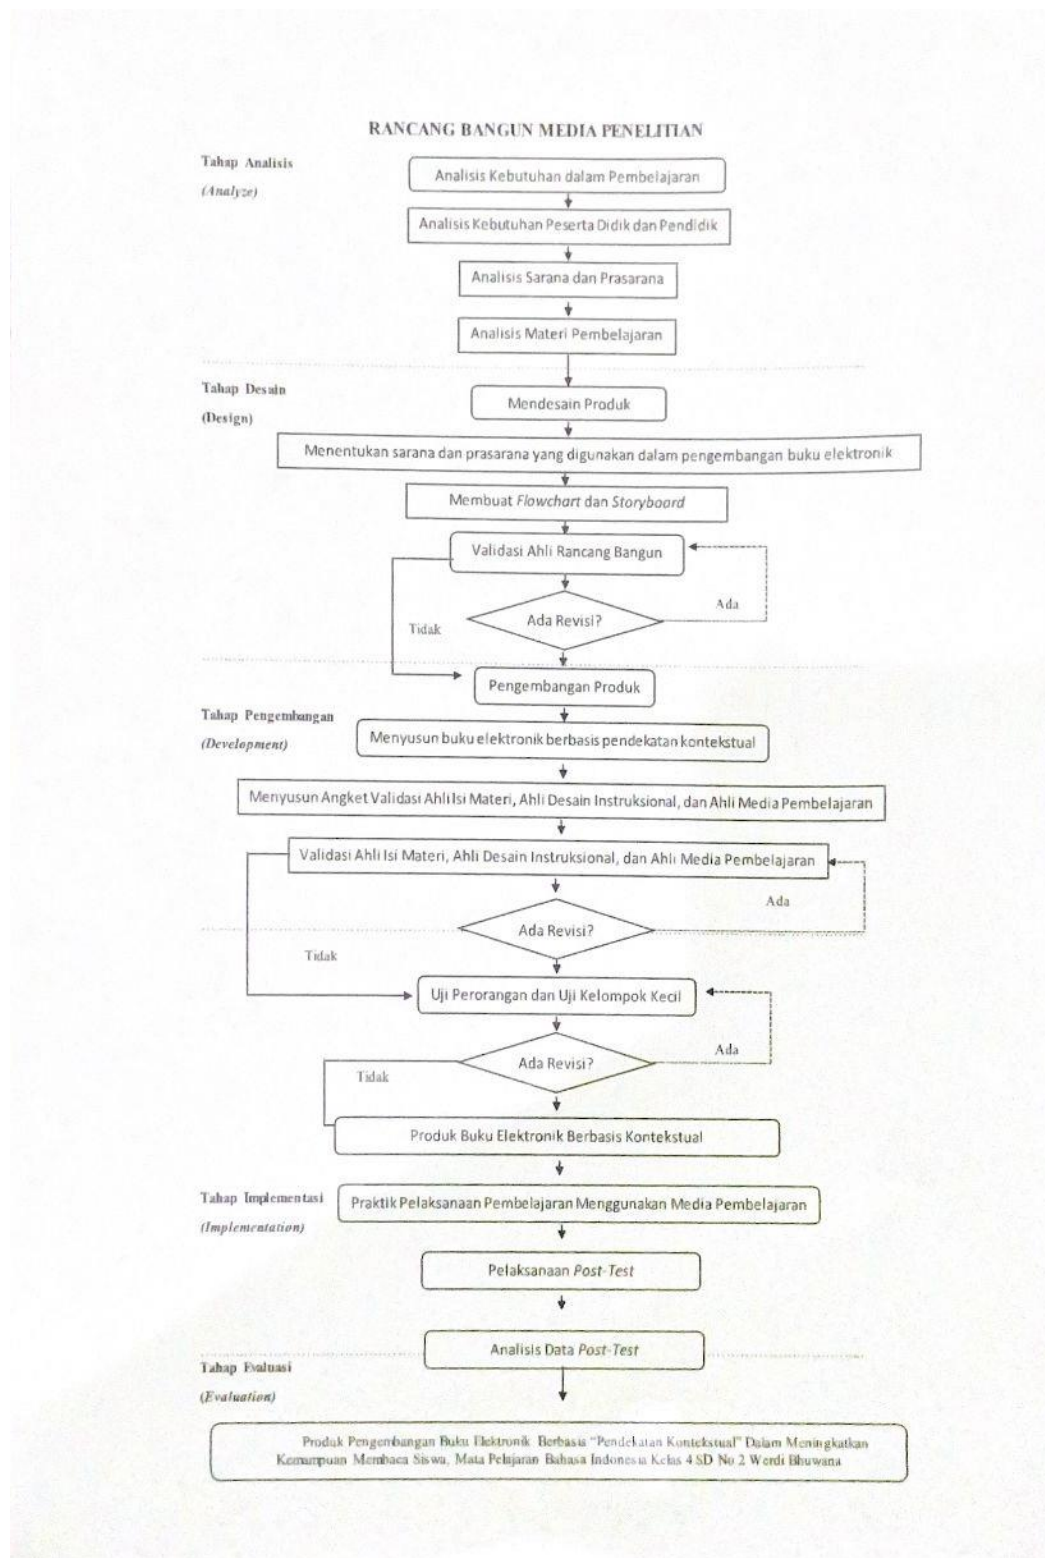 RANCANG BANGUN MEDIA PENELITIAN
Tahap Analisis
(Analyze)
Analisis Kebutuhan dalam Pembelajaran
Analisis Kebutuhan Peserta Didik dan Pendidik
Analisis Sarana dan Prasarana
Analisis Materi Pembelajaran
Tahap Desain
(Design)
Mendesain Produk
Menentukan sarana dan prasarana yang digunakan dalam pengembangan buku elektronik
Membuat Flowchart dan Storyboard
Validasi Ahli Rancang Bangun
Ada
Ada Revisi?
Tidak
Pengembangan Produk
Tahap Pengembangan
(Development)
Menyusun buku elektronik berbasis pendekatan kontekstual
Menyusun Angket Validasi Ahli Isi Materi, Ahli Desain Instruksional, dan Ahli Media Pembelajaran
Validasi Ahli Isi Materi, Ahli Desain Instruksional, dan Ahli Media Pembelajaran
Ada
Ada Revisi?
Tidak
Uji Perorangan dan Uji Kelompok Kecil
Ada
Ada Revisi?
Tidak
Produk Buku Elektronik Berbasis Kontekstual
Tahap Implementasi
(Implementation)
Praktik Pelaksanaan Pembelajaran Menggunakan Media Pembelajaran
Pelaksanaan Post-Test
Analisis Data Post-Test
Tahap Evaluasi
(Evaluation)
Produk Pengembangan Buku Elektronik Berbasis “Pendekatan Kontekstual” Dalam Meningkatkan
Kemampuan Membaca Siswa, Mata Pelajaran Bahasa Indonesia Kelas 4 SD No 2 Werdi Bhuwana